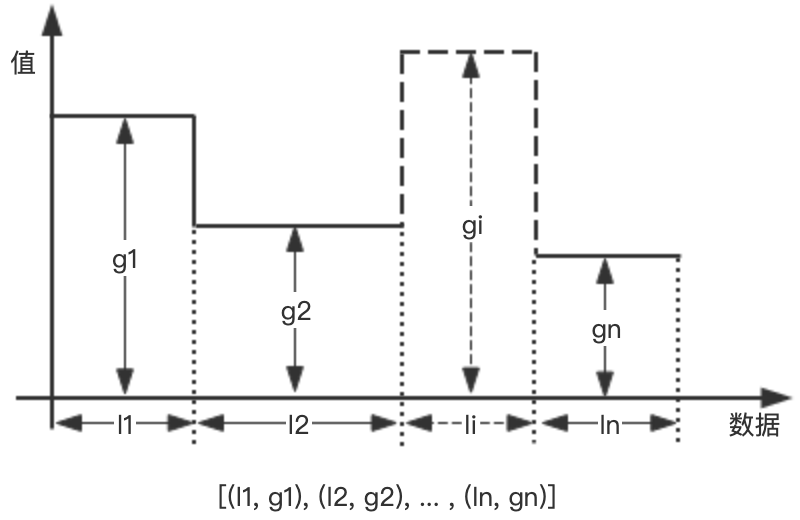 值
g1
g2
gi
gn
l1
l2
li
ln
数据
[(l1, g1), (l2, g2), ... , (ln, gn)]